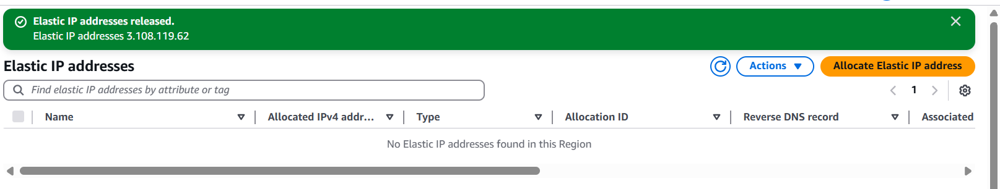 Elastic IP addresses released.
Elastic IP addresses 3.108.119.62
Elastic IP addresses
Actions
Allocate Elastic IP address
Find elastic IP addresses by attribute or tag
1
Name Allocated IPv4 addr... Type Allocation ID Reverse DNS record Associated
No Elastic IP addresses found in this Region